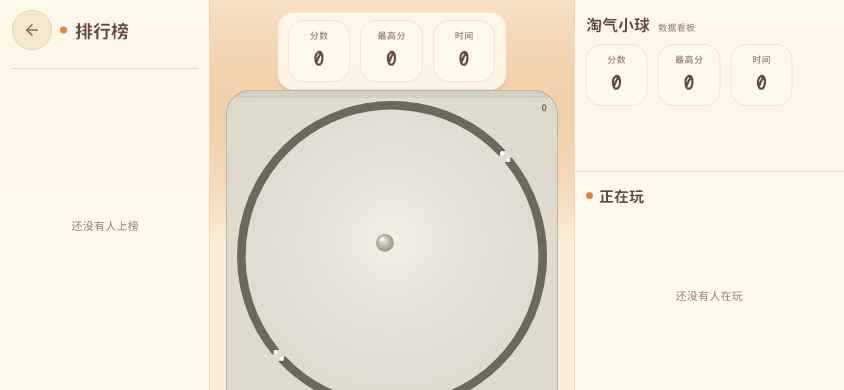 排行榜
还没有人上榜
分数 最高分 时间
0 0 0
0
淘气小球 数据看板
分数 最高分 时间
0 0 0
正在玩
还没有人在玩